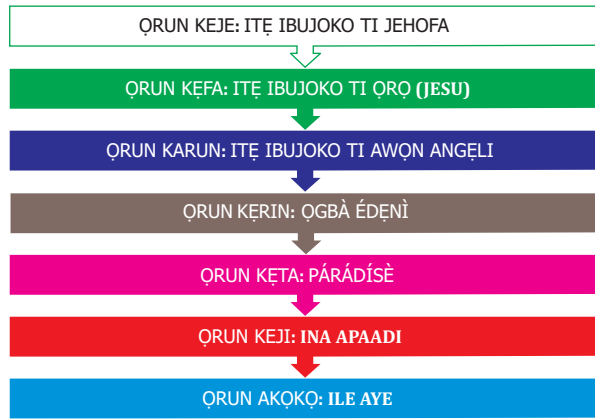 ỌRUN KEJE: ITẸ IBUJOKO TI JEHOFA
ỌRUN KẸFA: ITẸ IBUJOKO TI ỌRỌ (JESU)
ỌRUN KARUN: ITẸ IBUJOKO TI AWỌN ANGẸLI
ỌRUN KẸRIN: ỌGBÀ ÉDẸNÌ
ỌRUN KẸTA: PÁRÁDÍSÈ
ỌRUN KEJI: INA APAADI
ỌRUN AKỌKỌ: ILE AYE